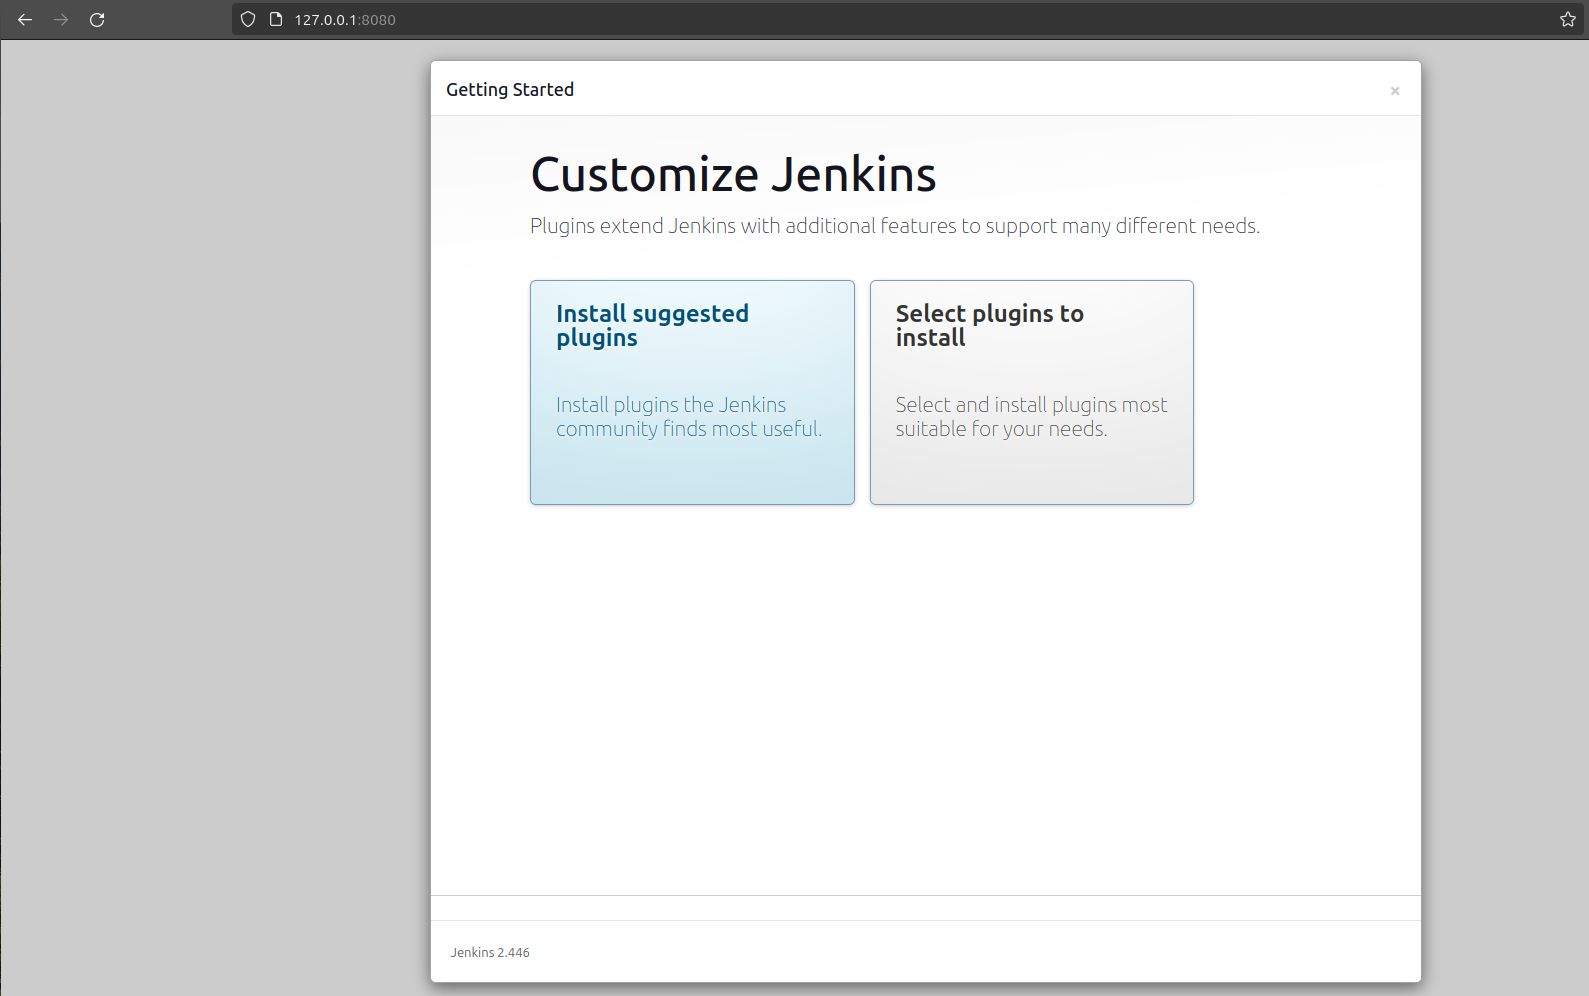 127.0.0.1:8080
Getting Started
×
Customize Jenkins
Plugins extend Jenkins with additional features to support many different needs.
Install suggested
plugins
Install plugins the Jenkins
community finds most useful.
Select plugins to
install
Select and install plugins most
suitable for your needs.
Jenkins 2.446